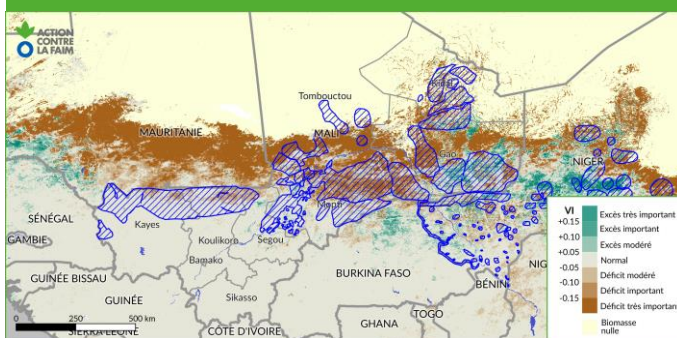 ACTION
CONTRE
LA FAIM
Tombouctou
Kidal
MAURITANIE
MALI
Gao
NIGER
SÉNÉGAL
Kayes
Mopti
GAMBIE
Koulikoro
Segou
Bamako
BURKINA FASO
GUINÉE BISSAU
BÉNIN
GUINÉE
Sikasso
TOGO
GHANA
SIERRA LEONE
CÔTE D'IVOIRE
0 250 500 km
VI
Excès très important
+0.15
Excès important
+0.10
Excès modéré
+0.05
Normal
-0.05
Déficit modéré
-0.10
Déficit important
-0.15
Déficit très important
Biomasse
nulle